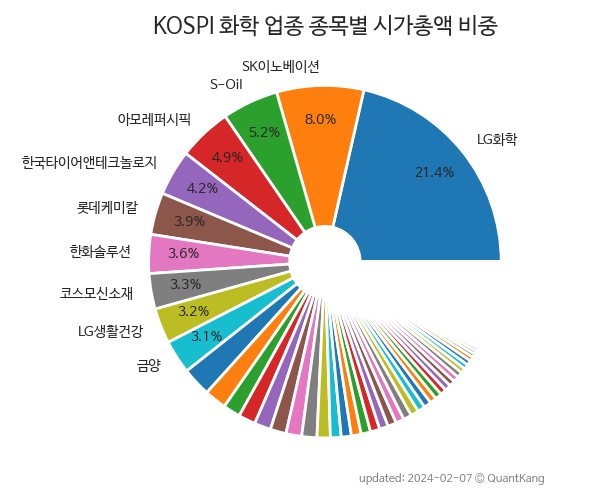 KOSPI 화학 업종 종목별 시가총액 비중
SK이노베이션
S-Oil
아모레퍼시픽
LG화학
한국타이어앤테크놀로지
롯데케미칼
한화솔루션
코스모신소재
LG생활건강
금양
8.0%
5.2%
4.9%
21.4%
4.2%
3.9%
3.6%
3.3%
3.2%
3.1%
updated: 2024-02-07 © QuantKang